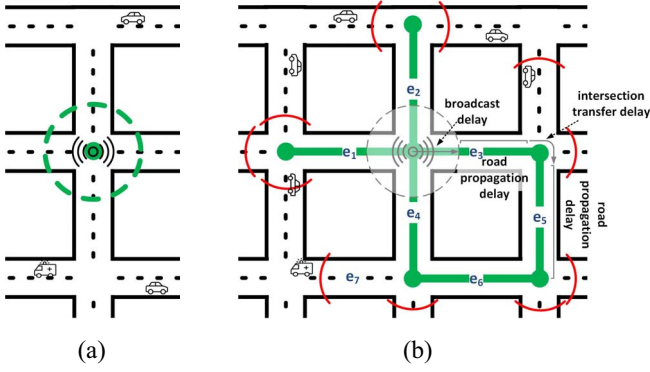 e2
broadcast
delay
intersection
transfer delay
e1
e3
road
propagation
delay
e4
e5
road
propagation
delay
e6
e7
(a)
(b)